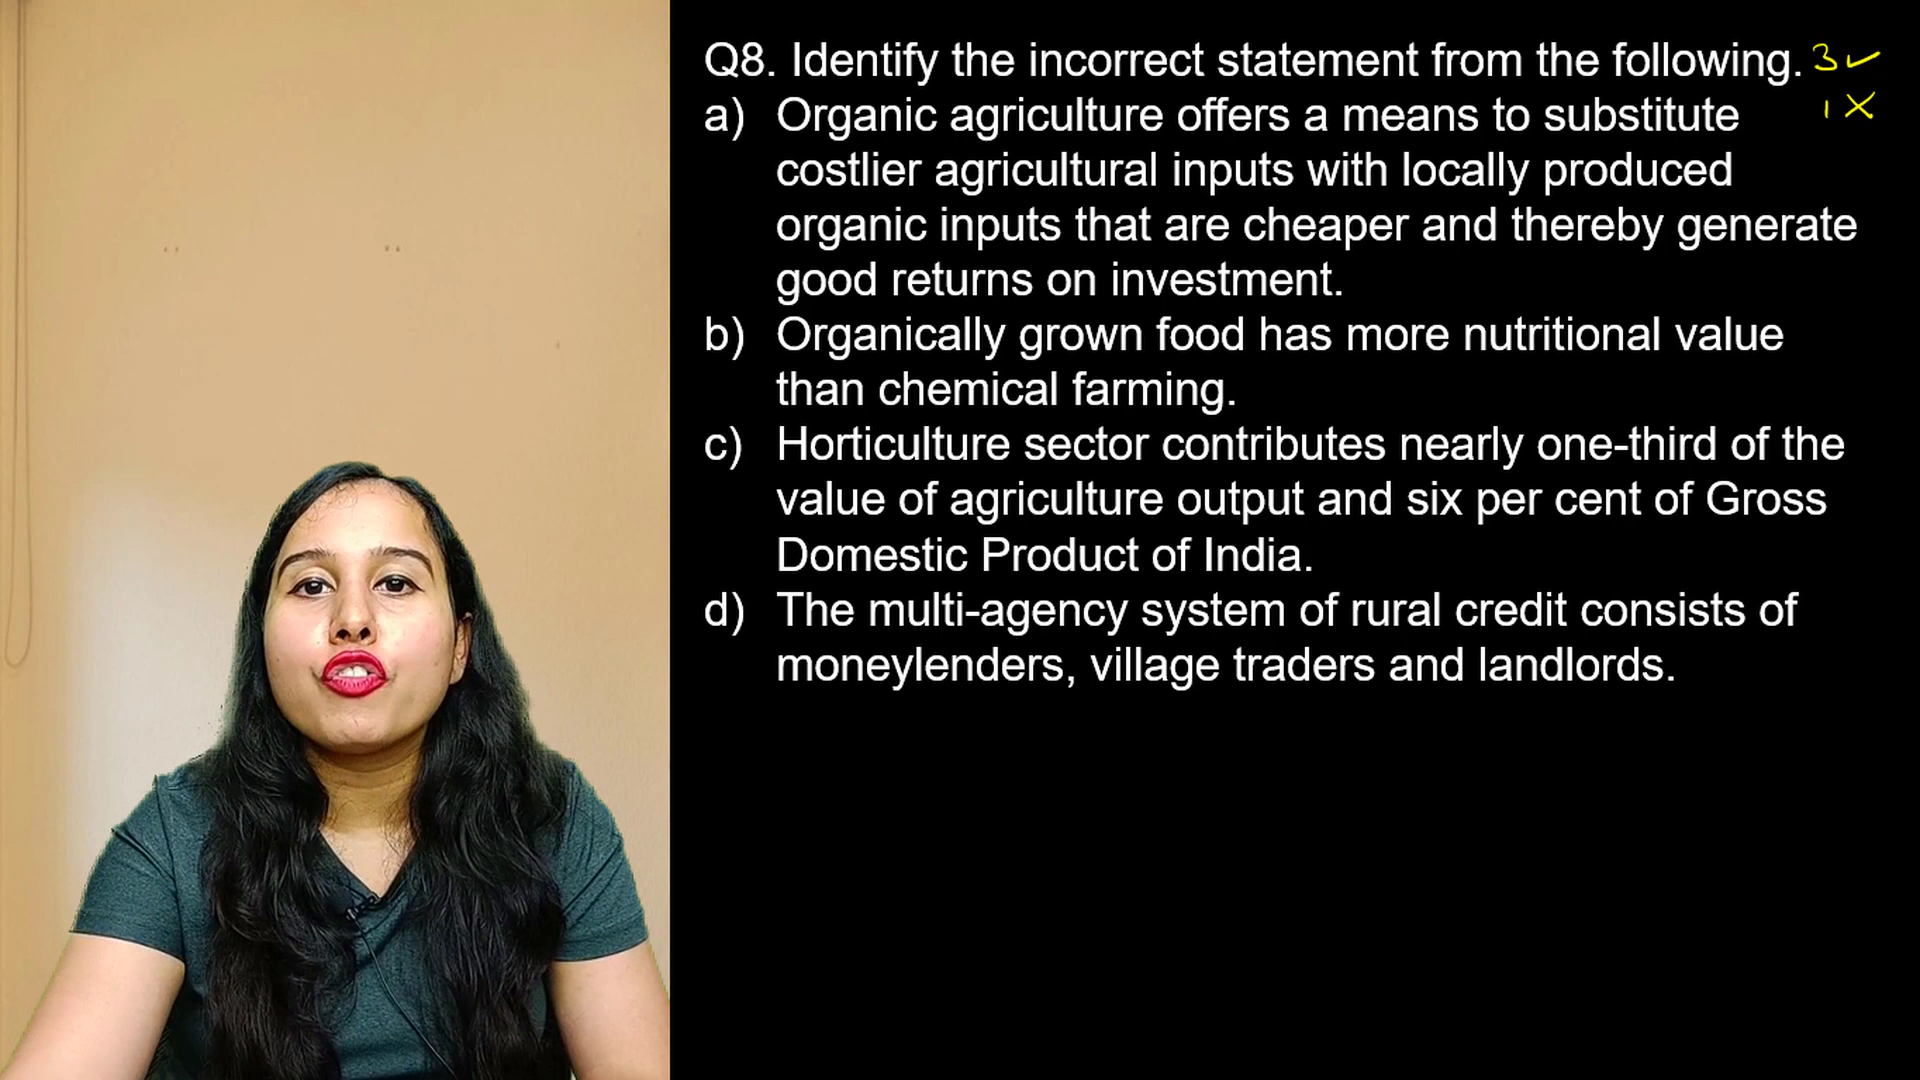 Q8. Identify the incorrect statement from the following. 3✓
1 X
a) Organic agriculture offers a means to substitute
costlier agricultural inputs with locally produced
organic inputs that are cheaper and thereby generate
good returns on investment.
b) Organically grown food has more nutritional value
than chemical farming.
c) Horticulture sector contributes nearly one-third of the
value of agriculture output and six per cent of Gross
Domestic Product of India.
d) The multi-agency system of rural credit consists of
moneylenders, village traders and landlords.